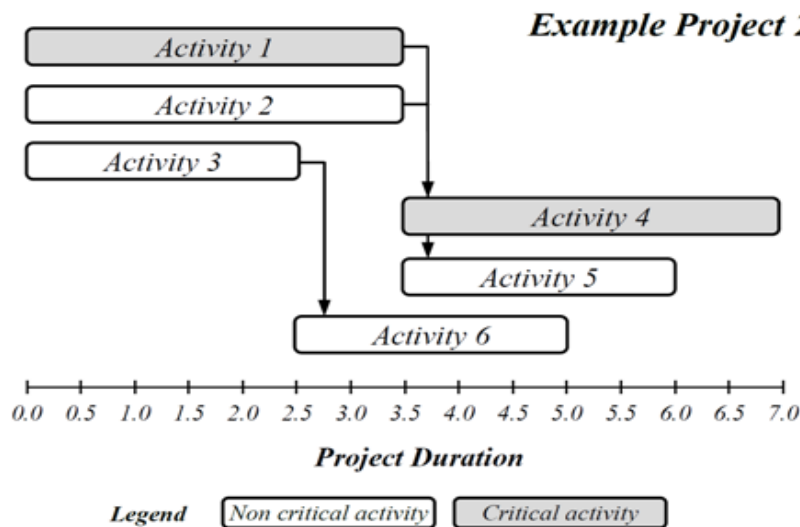 Example Project 2
Activity 1
Activity 2
Activity 3
Activity 4
Activity 5
Activity 6
0.0 0.5 1.0 1.5 2.0 2.5 3.0 3.5 4.0 4.5 5.0 5.5 6.0 6.5 7.0
Project Duration
Legend Non critical activity Critical activity